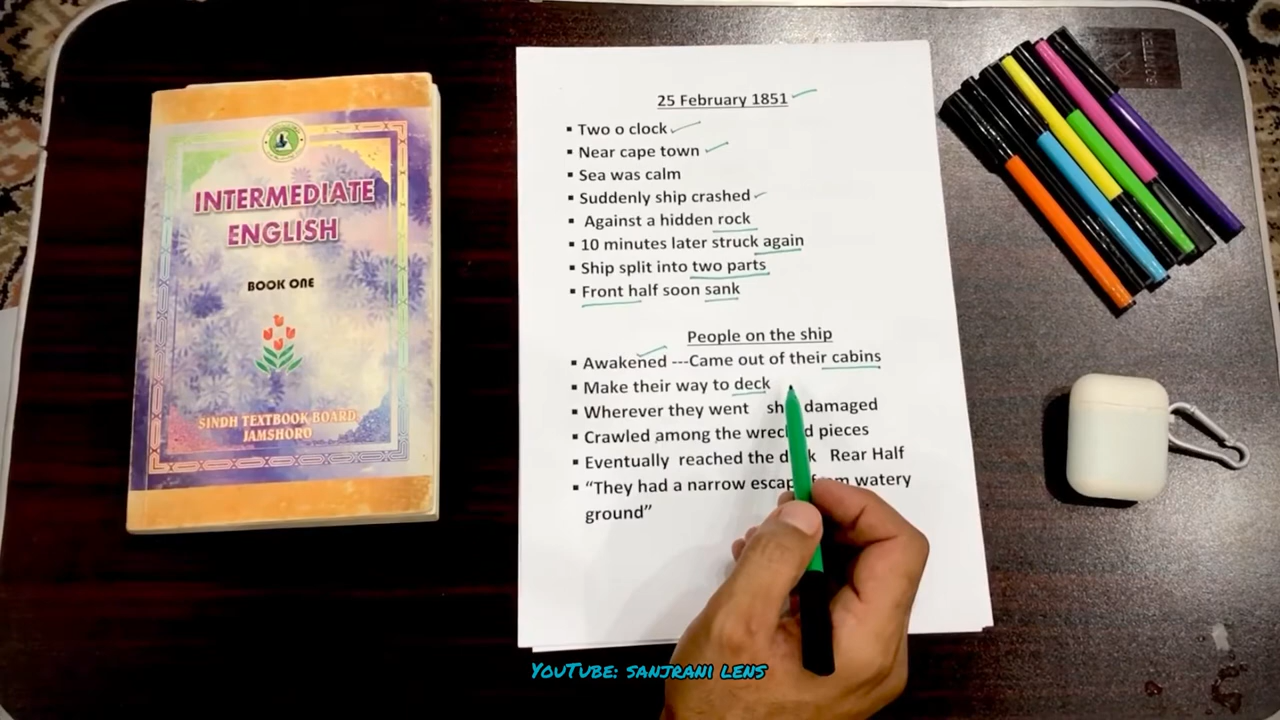 INTERMEDIATE
ENGLISH
BOOK ONE
SINDH TEXTBOOK BOARD,
JAMSHORO
25 February 1851
▪ Two o clock
▪ Near cape town
▪ Sea was calm
▪ Suddenly ship crashed
▪ Against a hidden rock
▪ 10 minutes later struck again
▪ Ship split into two parts
▪ Front half soon sank
People on the ship
▪ Awakened ---Came out of their cabins
▪ Make their way to deck
▪ Wherever they went damaged
▪ Crawled among the pieces
▪ Eventually reached the Rear Half
▪ “They had a narrow watery
ground”
YouTube: sanjrani lens